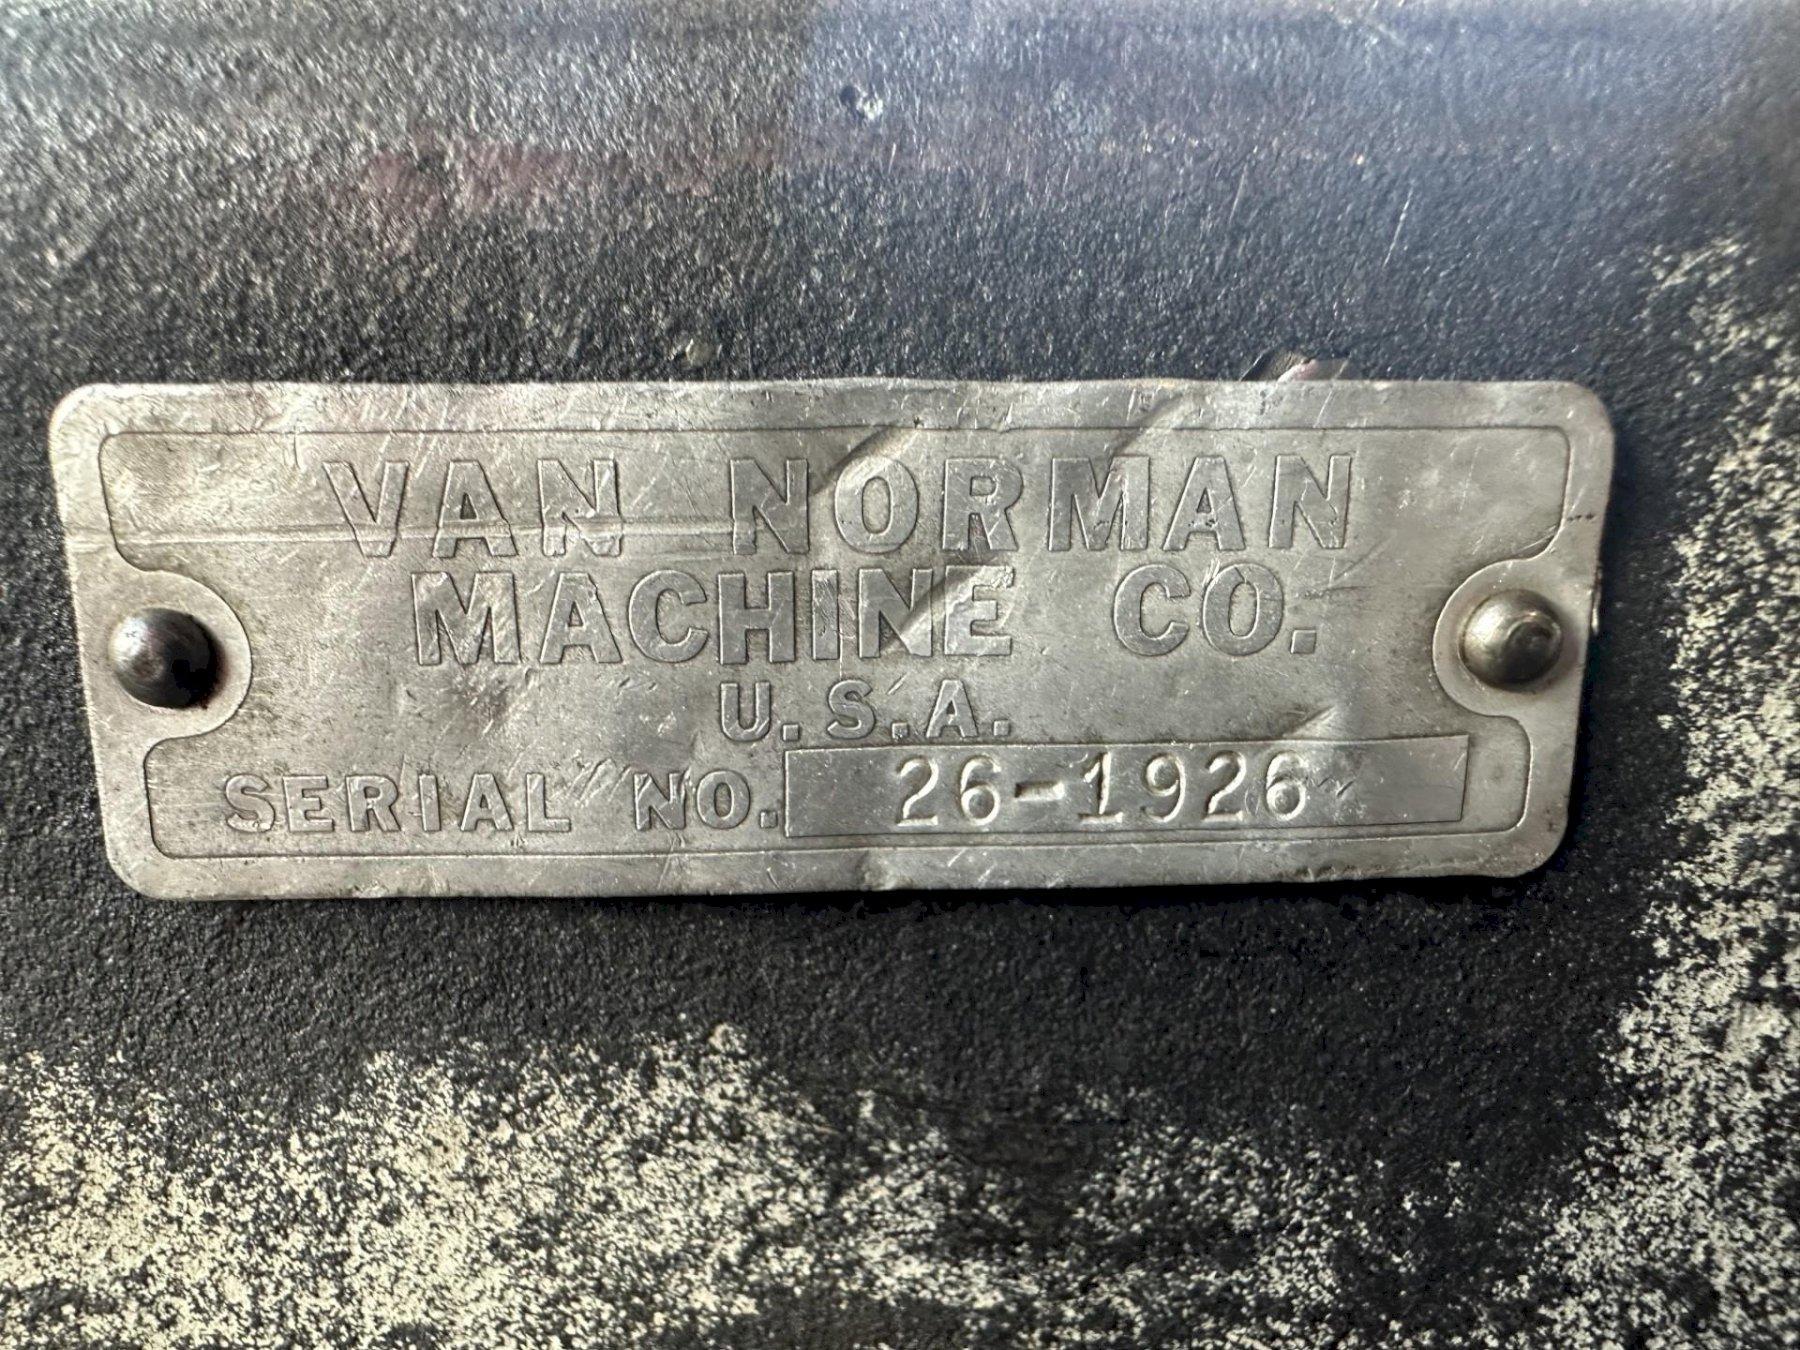 VAN NORMAN
MACHINE CO.
U.S.A.
SERIAL NO. 26-1926